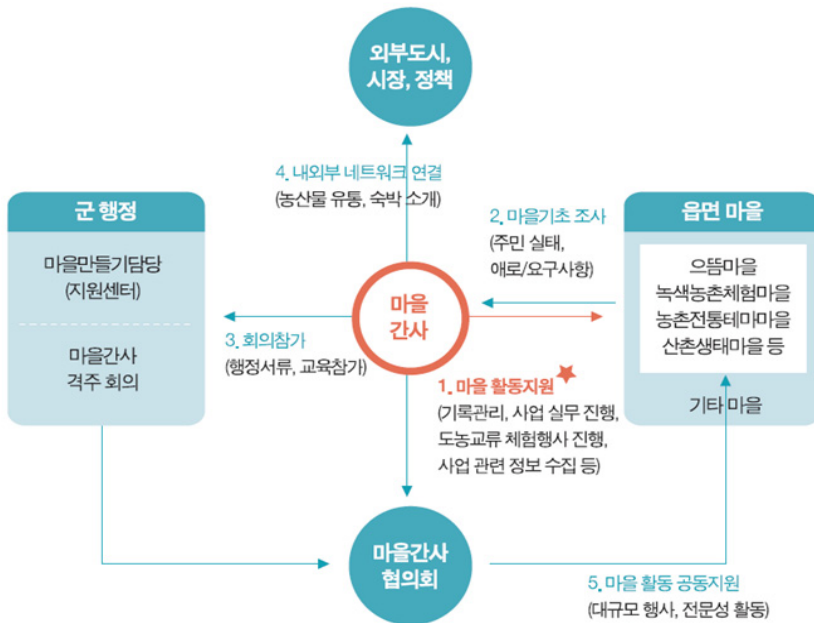 외부도시,
시장, 정책
4. 내외부 네트워크 연결
(농산물 유통, 숙박 소개)
군 행정
마을만들기담당
(지원센터)
마을간사
격주 회의
2. 마을기초 조사
(주민 실태,
애로/요구사항)
읍면 마을
으뜸마을
녹색농촌체험마을
농촌전통테마마을
산촌생태마을 등
기타 마을
마을
간사
3. 회의참가
(행정서류, 교육참가)
1. 마을 활동지원
(기록관리, 사업 실무 진행,
도농교류 체험행사 진행,
사업 관련 정보 수집 등)
마을간사
협의회
5. 마을 활동 공동지원
(대규모 행사, 전문성 활동)